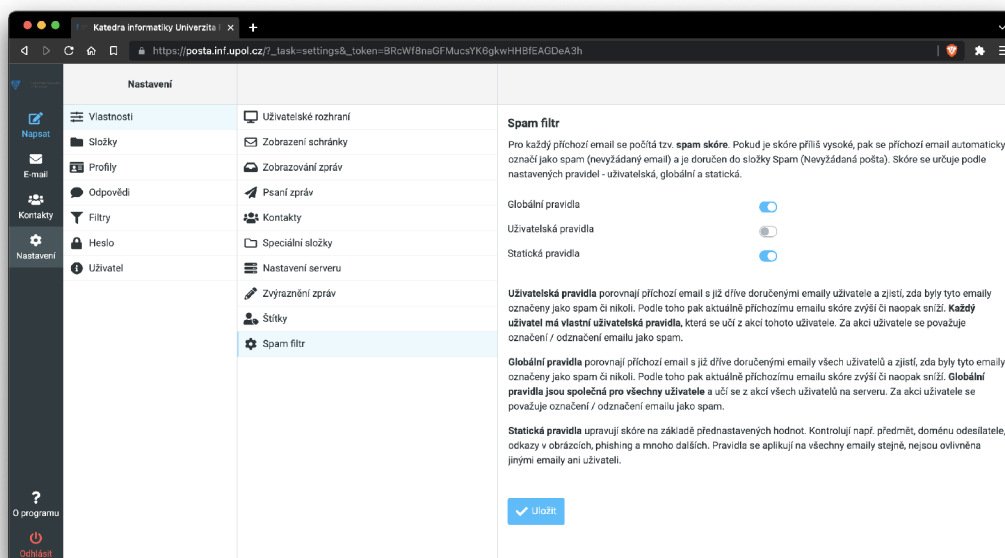 Katedra informatiky Univerzita
https://posta.inf.upol.cz/?_task=settings&_token=BRcWf8naGFMucsYK6gkwHHBfEAGDeA3h
Nastavení
Napsat
E-mail
Kontakty
Nastavení
O programu
Odhlásit
Vlastnosti
Složky
Profily
Odpovědi
Filtry
Heslo
Uživatel
Uživatelské rozhraní
Zobrazení schránky
Zobrazování zpráv
Psaní zpráv
Kontakty
Speciální složky
Nastavení serveru
Zvýraznění zpráv
Štítky
Spam filtr
Spam filtr
Pro každý příchozí email se počítá tzv. spam skóre. Pokud je skóre příliš vysoké, pak se příchozí email automaticky
označí jako spam (nevyžádaný email) a je doručen do složky Spam (Nevyžádaná pošta). Skóre se určuje podle
nastavených pravidel - uživatelská, globální a statická.
Globální pravidla
Uživatelská pravidla
Statická pravidla
Uživatelská pravidla porovnají příchozí email s již dříve doručenými emaily uživatele a zjistí, zda byly tyto emaily
označeny jako spam či nikoli. Podle toho pak aktuálně příchozímu emailu skóre zvýší či naopak sníží. Každý
uživatel má vlastní uživatelská pravidla, která se učí z akcí tohoto uživatele. Za akci uživatele se považuje
označení / odznačení emailu jako spam.
Globální pravidla porovnají příchozí email s již dříve doručenými emaily všech uživatelů a zjistí, zda byly tyto emaily
označeny jako spam či nikoli. Podle toho pak aktuálně příchozímu emailu skóre zvýší či naopak sníží. Globální
pravidla jsou společná pro všechny uživatele a učí se z akcí všech uživatelů na serveru. Za akci uživatele se
považuje označení / odznačení emailu jako spam.
Statická pravidla upravují skóre na základě přednastavených hodnot. Kontrolují např. předmět, doménu odesílatele,
odkazy v obrázcích, phishing a mnoho dalších. Pravidla se aplikují na všechny emaily stejně, nejsou ovlivněna
jinými emaily ani uživateli.
Uložit